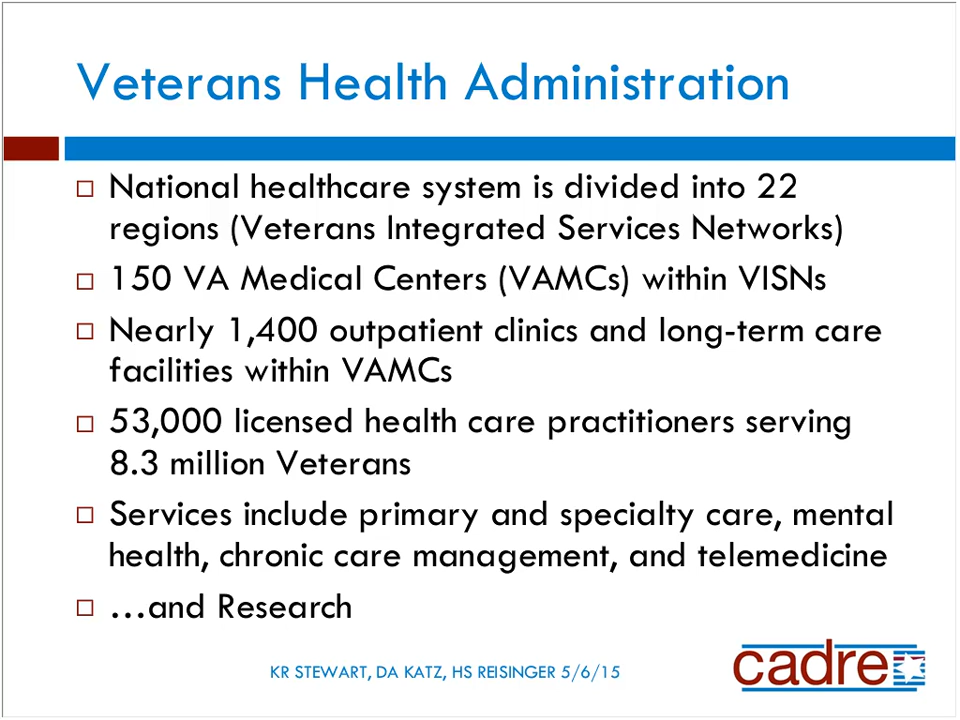 Veterans Health Administration
National healthcare system is divided into 22
regions (Veterans Integrated Services Networks)
150 VA Medical Centers (VAMCs) within VISNs
Nearly 1,400 outpatient clinics and long-term care
facilities within VAMCs
53,000 licensed health care practitioners serving
8.3 million Veterans
Services include primary and specialty care, mental
health, chronic care management, and telemedicine
…and Research
KR STEWART, DA KATZ, HS REISINGER 5/6/15
cadre